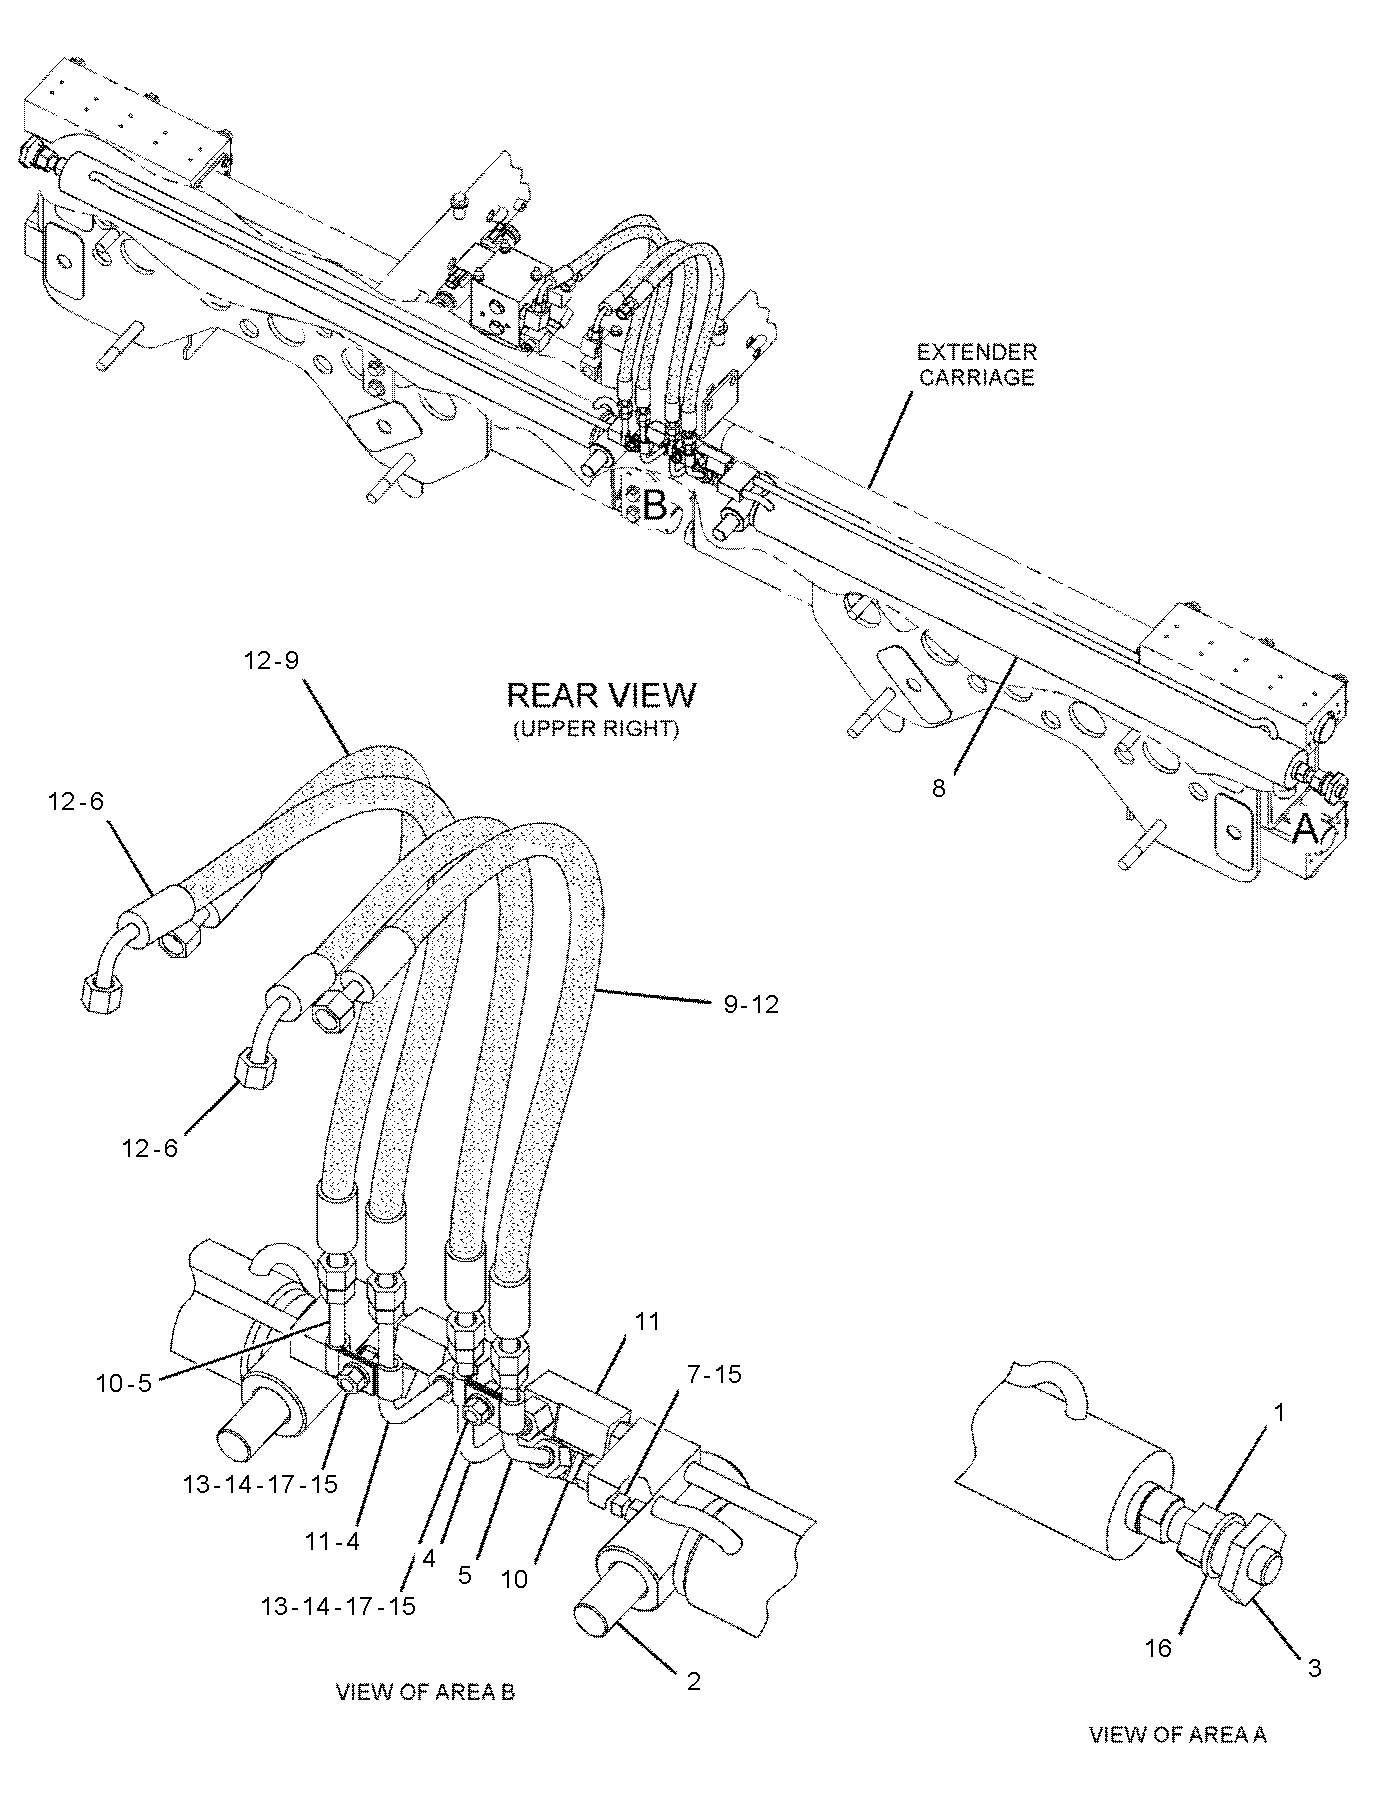 EXTENDER
CARRIAGE
B
12-9
REAR VIEW
(UPPER RIGHT)
8
12-6
A
9-12
12-6
11
10-5
7-15
1
13-14-17-15
11-4
4
5
10
13-14-17-15
16
3
2
VIEW OF AREA B
VIEW OF AREA A